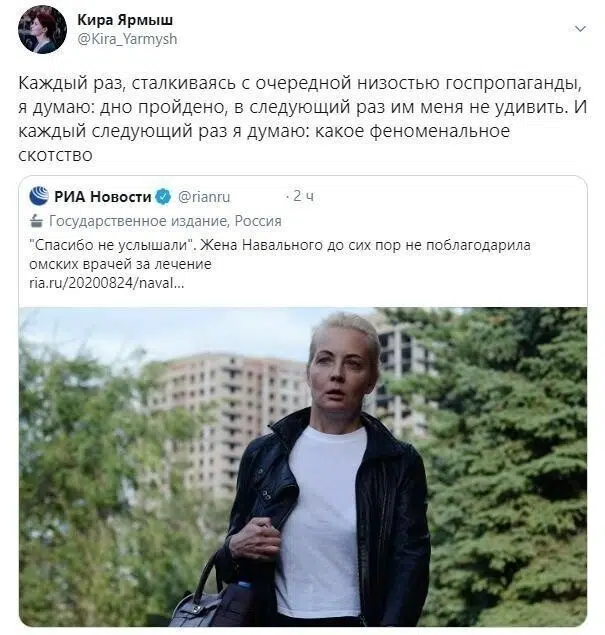 Кира Ярмыш
@Kira_Yarmysh
Каждый раз, сталкиваясь с очередной низостью госпропаганды,
я думаю: дно пройдено, в следующий раз им меня не удивить. И
каждый следующий раз я думаю: какое феноменальное
скотство
РИА Новости @rianru · 2 ч
Государственное издание, Россия
"Спасибо не услышали". Жена Навального до сих пор не поблагодарила
омских врачей за лечение
ria.ru/20200824/naval...